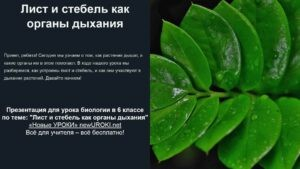 Лист и стебель как
органы дыхания
Привет, ребята! Сегодня мы узнаем о том, как растения дышат, и
какие органы им в этом помогают. В ходе нашего урока мы
разберемся, как устроены лист и стебель, и как они участвуют в
дыхании растений. Давайте начнем!
Презентация для урока биологии в 6 классе
по теме: "Лист и стебель как органы дыхания"
«Новые УРОКИ» newUROKI.net
Всё для учителя – всё бесплатно!